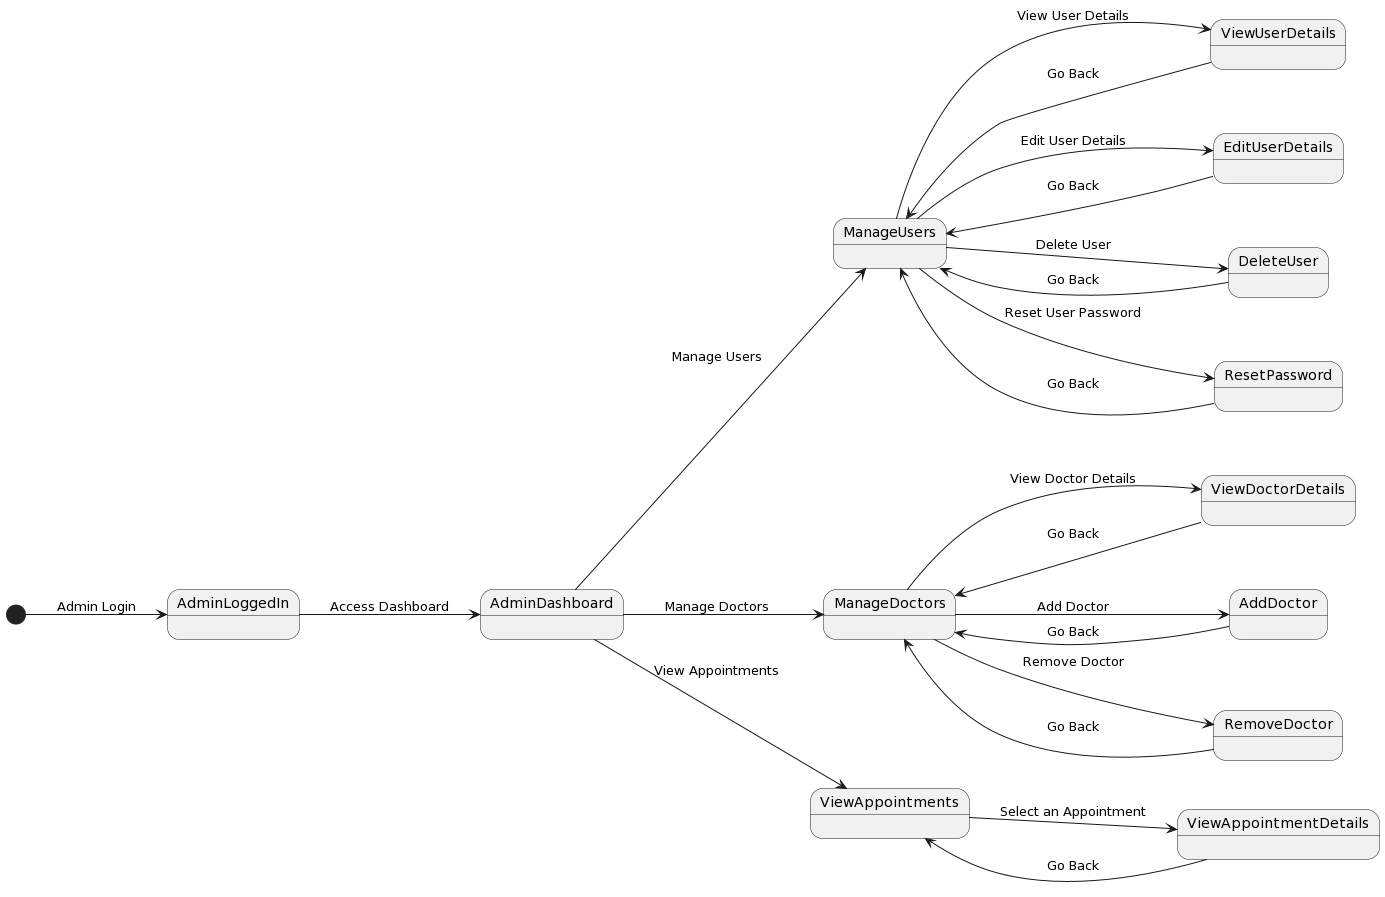 View User Details
ViewUserDetails
Go Back
Edit User Details
EditUserDetails
Go Back
ManageUsers
Delete User
DeleteUser
Go Back
Reset User Password
Manage Users
ResetPassword
Go Back
View Doctor Details
ViewDoctorDetails
Go Back
Admin Login
AdminLoggedIn
Access Dashboard
AdminDashboard
Manage Doctors
ManageDoctors
Add Doctor
AddDoctor
Go Back
View Appointments
Remove Doctor
RemoveDoctor
Go Back
ViewAppointments
Select an Appointment
ViewAppointmentDetails
Go Back